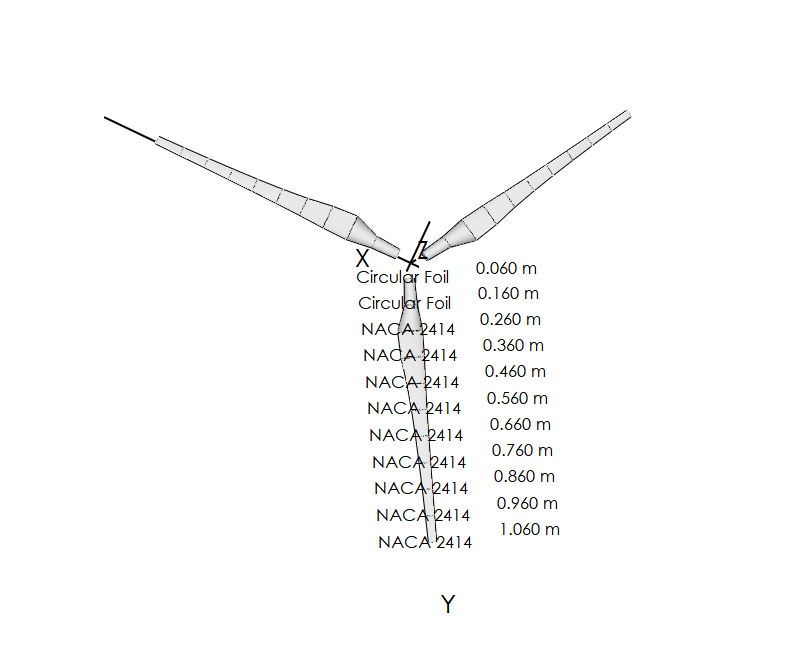 X Z
Circular Foil 0.060 m
Circular Foil 0.160 m
NACA 2414 0.260 m
NACA 2414 0.360 m
NACA 2414 0.460 m
NACA 2414 0.560 m
NACA 2414 0.660 m
NACA 2414 0.760 m
NACA 2414 0.860 m
NACA 2414 0.960 m
NACA 2414 1.060 m
Y